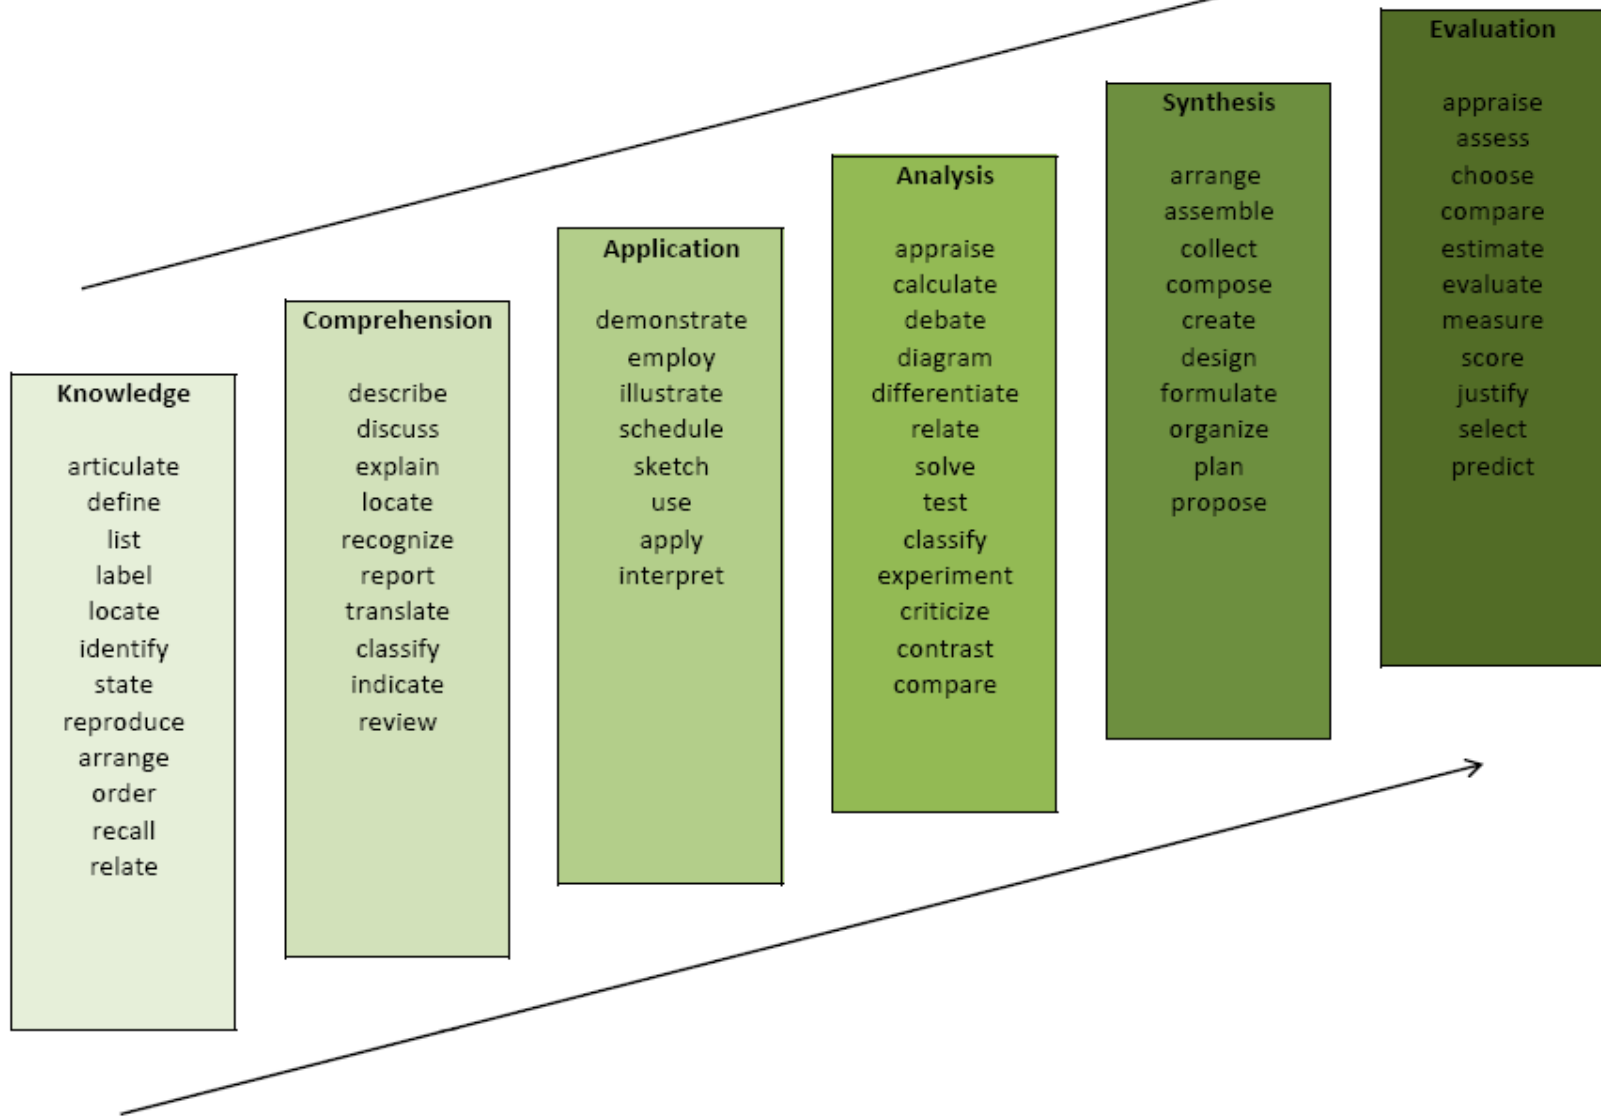 Knowledge
articulate
define
list
label
locate
identify
state
reproduce
arrange
order
recall
relate
Comprehension
describe
discuss
explain
locate
recognize
report
translate
classify
indicate
review
Application
demonstrate
employ
illustrate
schedule
sketch
use
apply
interpret
Analysis
appraise
calculate
debate
diagram
differentiate
relate
solve
test
classify
experiment
criticize
contrast
compare
Synthesis
arrange
assemble
collect
compose
create
design
formulate
organize
plan
propose
Evaluation
appraise
assess
choose
compare
estimate
evaluate
measure
score
justify
select
predict